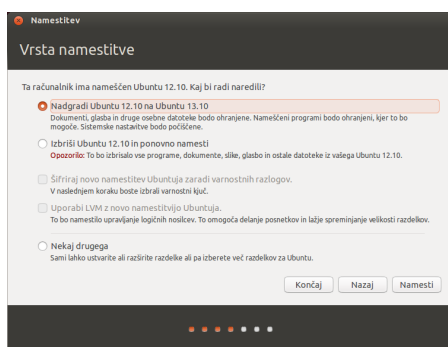 Namestitev
Vrsta namestitve
Ta računalnik ima nameščen Ubuntu 12.10. Kaj bi radi naredili?
Nadgradi Ubuntu 12.10 na Ubuntu 13.10
Dokumenti, glasba in druge osebne datoteke bodo ohranjene. Nameščeni programi bodo ohranjeni, kjer to bo
mogoče. Sistemske nastavitve bodo počiščene.
Izbriši Ubuntu 12.10 in ponovno namesti
Opozorilo: To bo izbrisalo vse programe, dokumente, slike, glasbo in ostale datoteke iz vašega Ubuntu 12.10.
Šifriraj novo namestitev Ubuntuja zaradi varnostnih razlogov.
V naslednjem koraku boste izbrali varnostni ključ.
Uporabi LVM z novo namestitvijo Ubuntuja.
To bo namestilo upravljanje logičnih nosilcev. To omogoča delanje posnetkov in lažje spreminjanje velikosti razdelkov.
Nekaj drugega
Sami lahko ustvarite ali razširite razdelke ali pa izberete več razdelkov za Ubuntu.
Končaj Nazaj Namesti